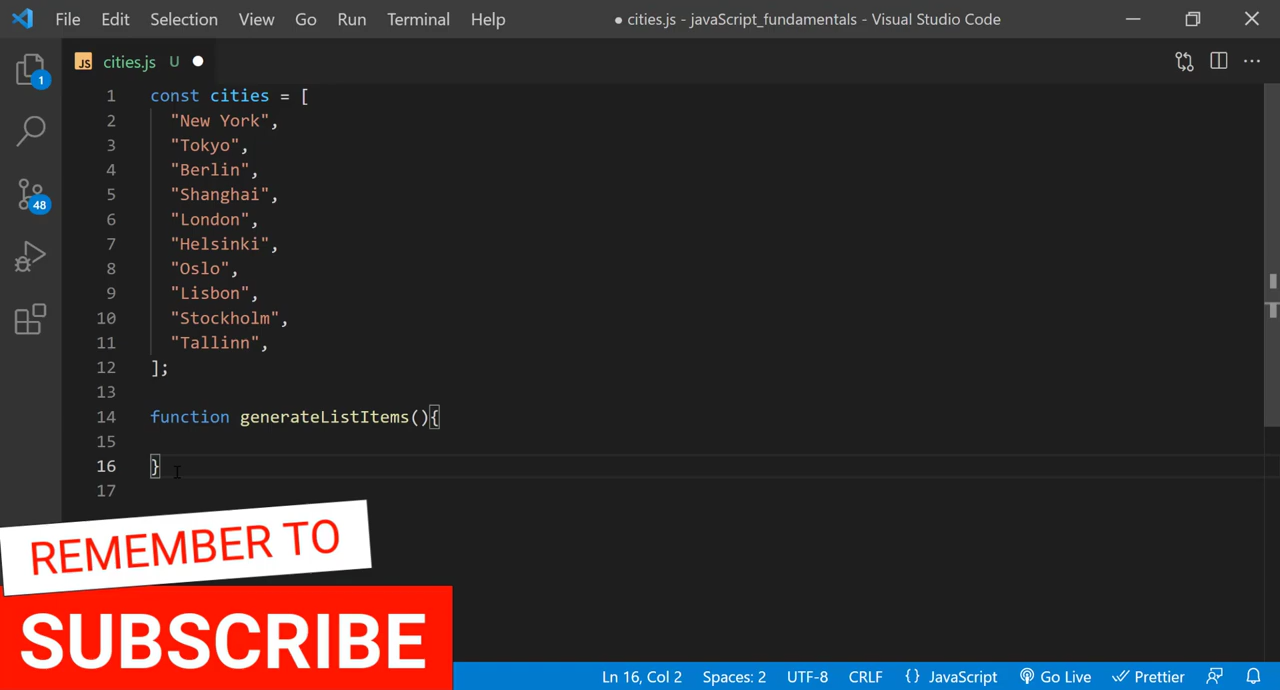 File Edit Selection View Go Run Terminal Help ● cities.js - javaScript_fundamentals - Visual Studio Code
JS cities.js U ●
1 const cities = [
2 "New York",
3 "Tokyo",
4 "Berlin",
5 "Shanghai",
6 "London",
7 "Helsinki",
8 "Oslo",
9 "Lisbon",
10 "Stockholm",
11 "Tallinn",
12 ];
13
14 function generateListItems(){
15
16 }
17
1
48
REMEMBER TO
SUBSCRIBE
Ln 16, Col 2 Spaces: 2 UTF-8 CRLF {} JavaScript Go Live Prettier